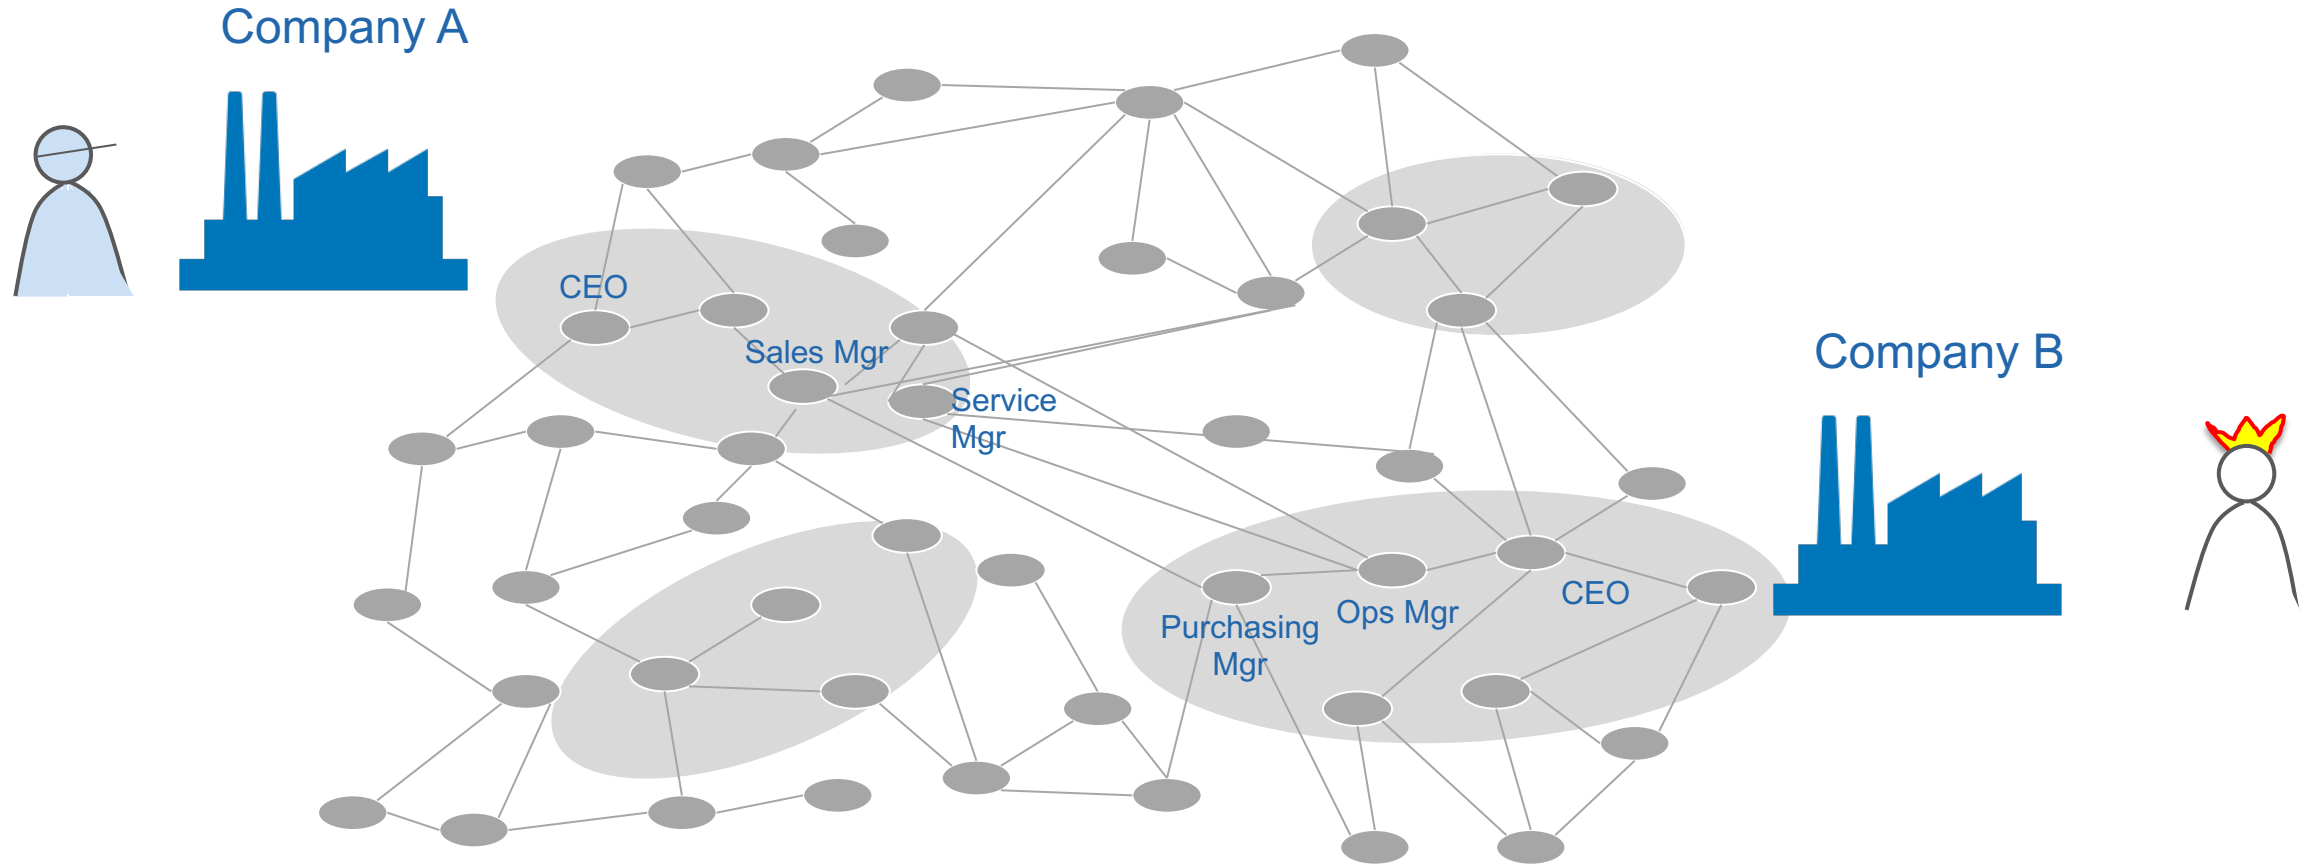 Company A
CEO
Sales Mgr
Service
Mgr
Company B
CEO
Ops Mgr
Purchasing
Mgr